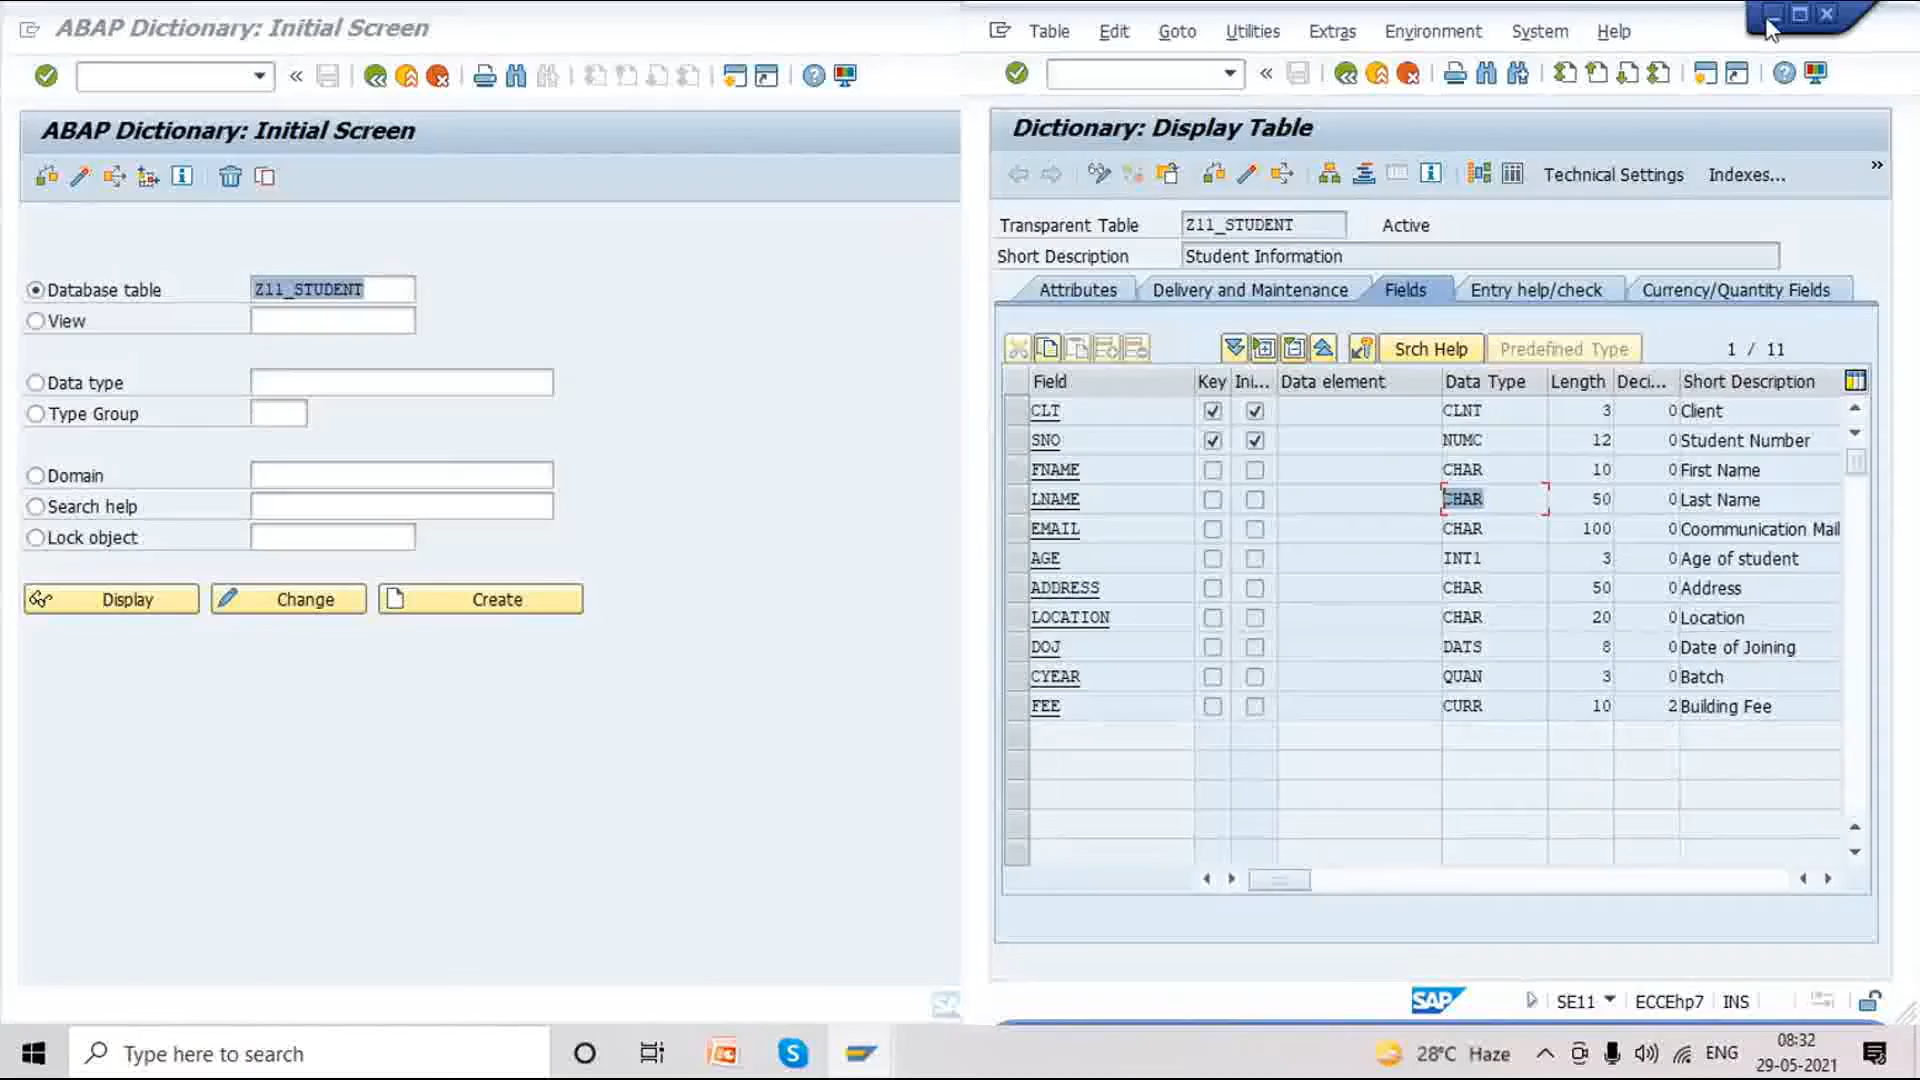 ABAP Dictionary: Initial Screen
ABAP Dictionary: Initial Screen
Database table Z11_STUDENT
View
Data type
Type Group
Domain
Search help
Lock object
Display Change Create
Table Edit Goto Utilities Extras Environment System Help
Dictionary: Display Table
Technical Settings Indexes...
Transparent Table Z11_STUDENT Active
Short Description Student Information
Attributes Delivery and Maintenance Fields Entry help/check Currency/Quantity Fields
Srch Help Predefined Type 1 / 11
Field Key Ini... Data element Data Type Length Deci... Short Description
CLT CLNT 3 0 Client
SNO NUMC 12 0 Student Number
FNAME CHAR 10 0 First Name
LNAME CHAR 50 0 Last Name
EMAIL CHAR 100 0 Coommunication Mail
AGE INT1 3 0 Age of student
ADDRESS CHAR 50 0 Address
LOCATION CHAR 20 0 Location
DOJ DATS 8 0 Date of Joining
CYEAR QUAN 3 0 Batch
FEE CURR 10 2 Building Fee
SAP SE11 ECCEhp7 INS
Type here to search
28°C Haze ENG 08:32
29-05-2021